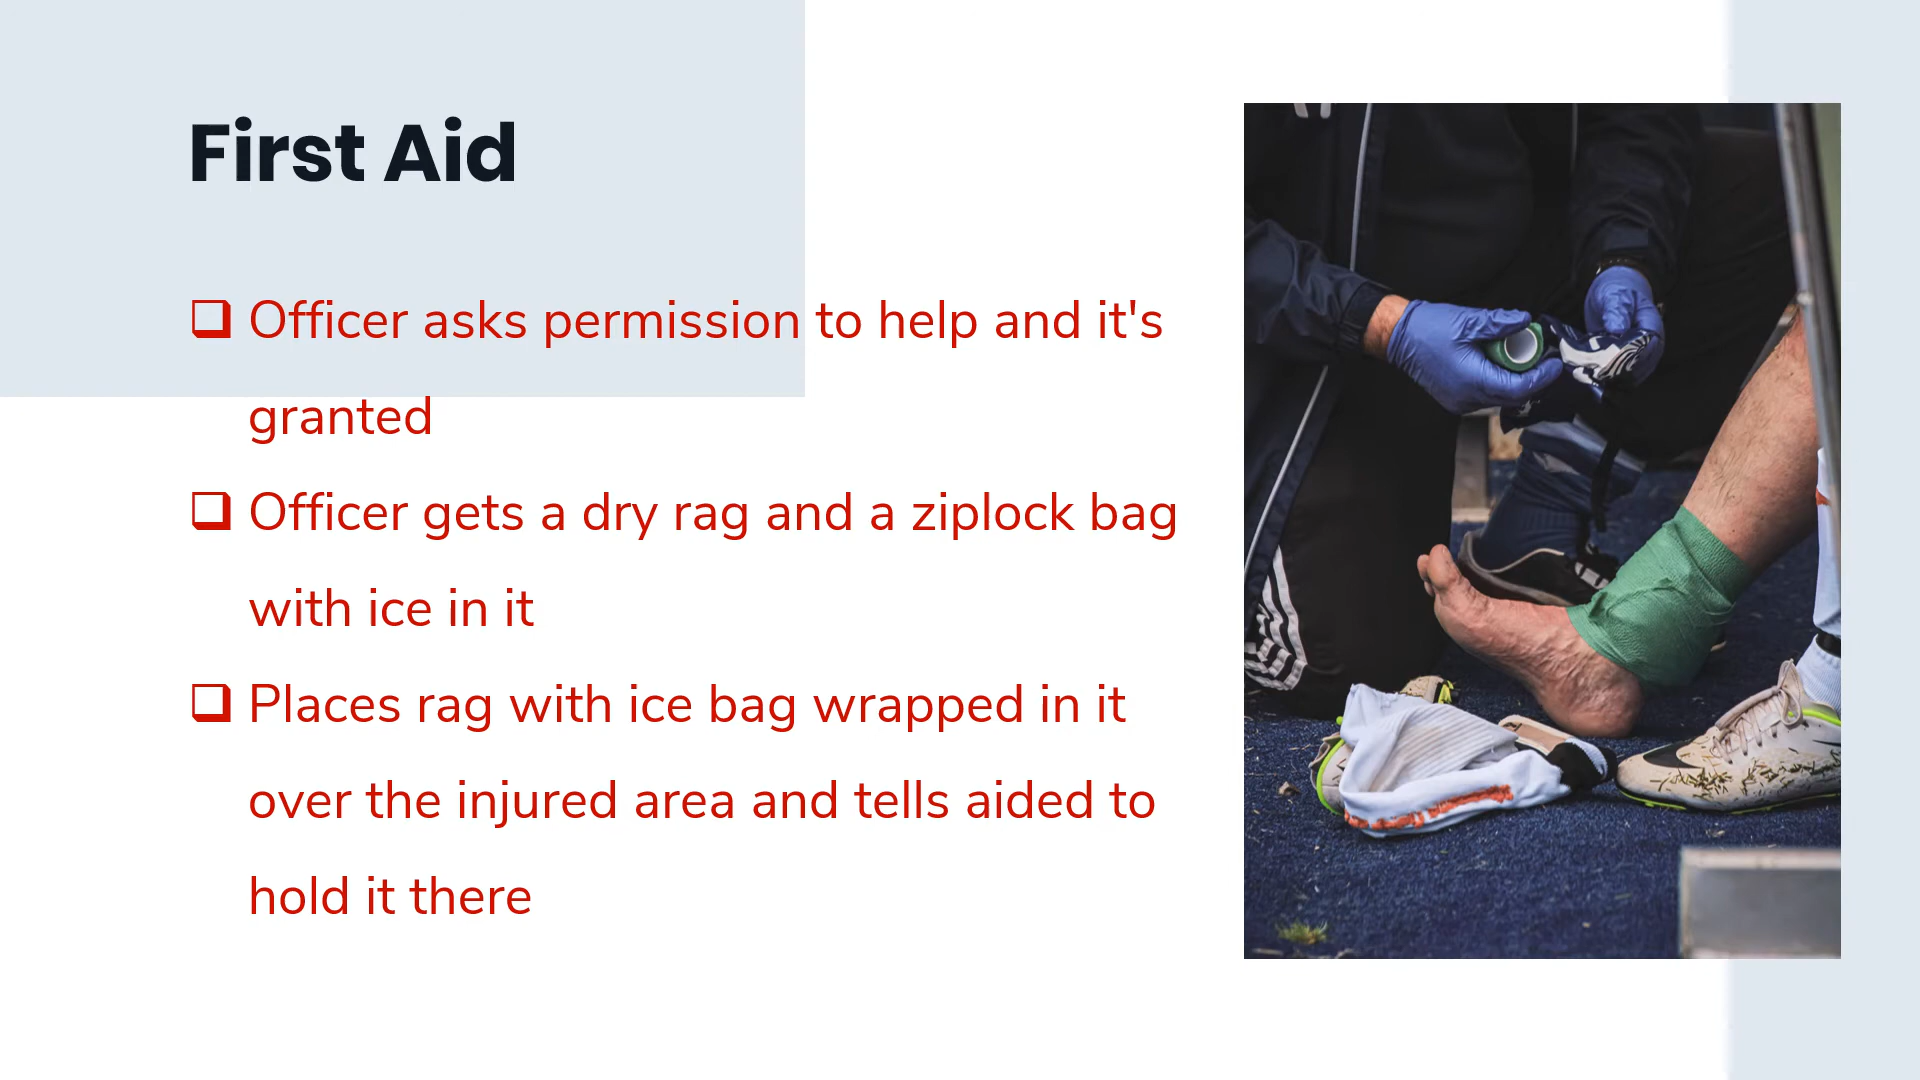 First Aid
❑ Officer asks permission to help and it's
granted
❑ Officer gets a dry rag and a ziplock bag
with ice in it
❑ Places rag with ice bag wrapped in it
over the injured area and tells aided to
hold it there